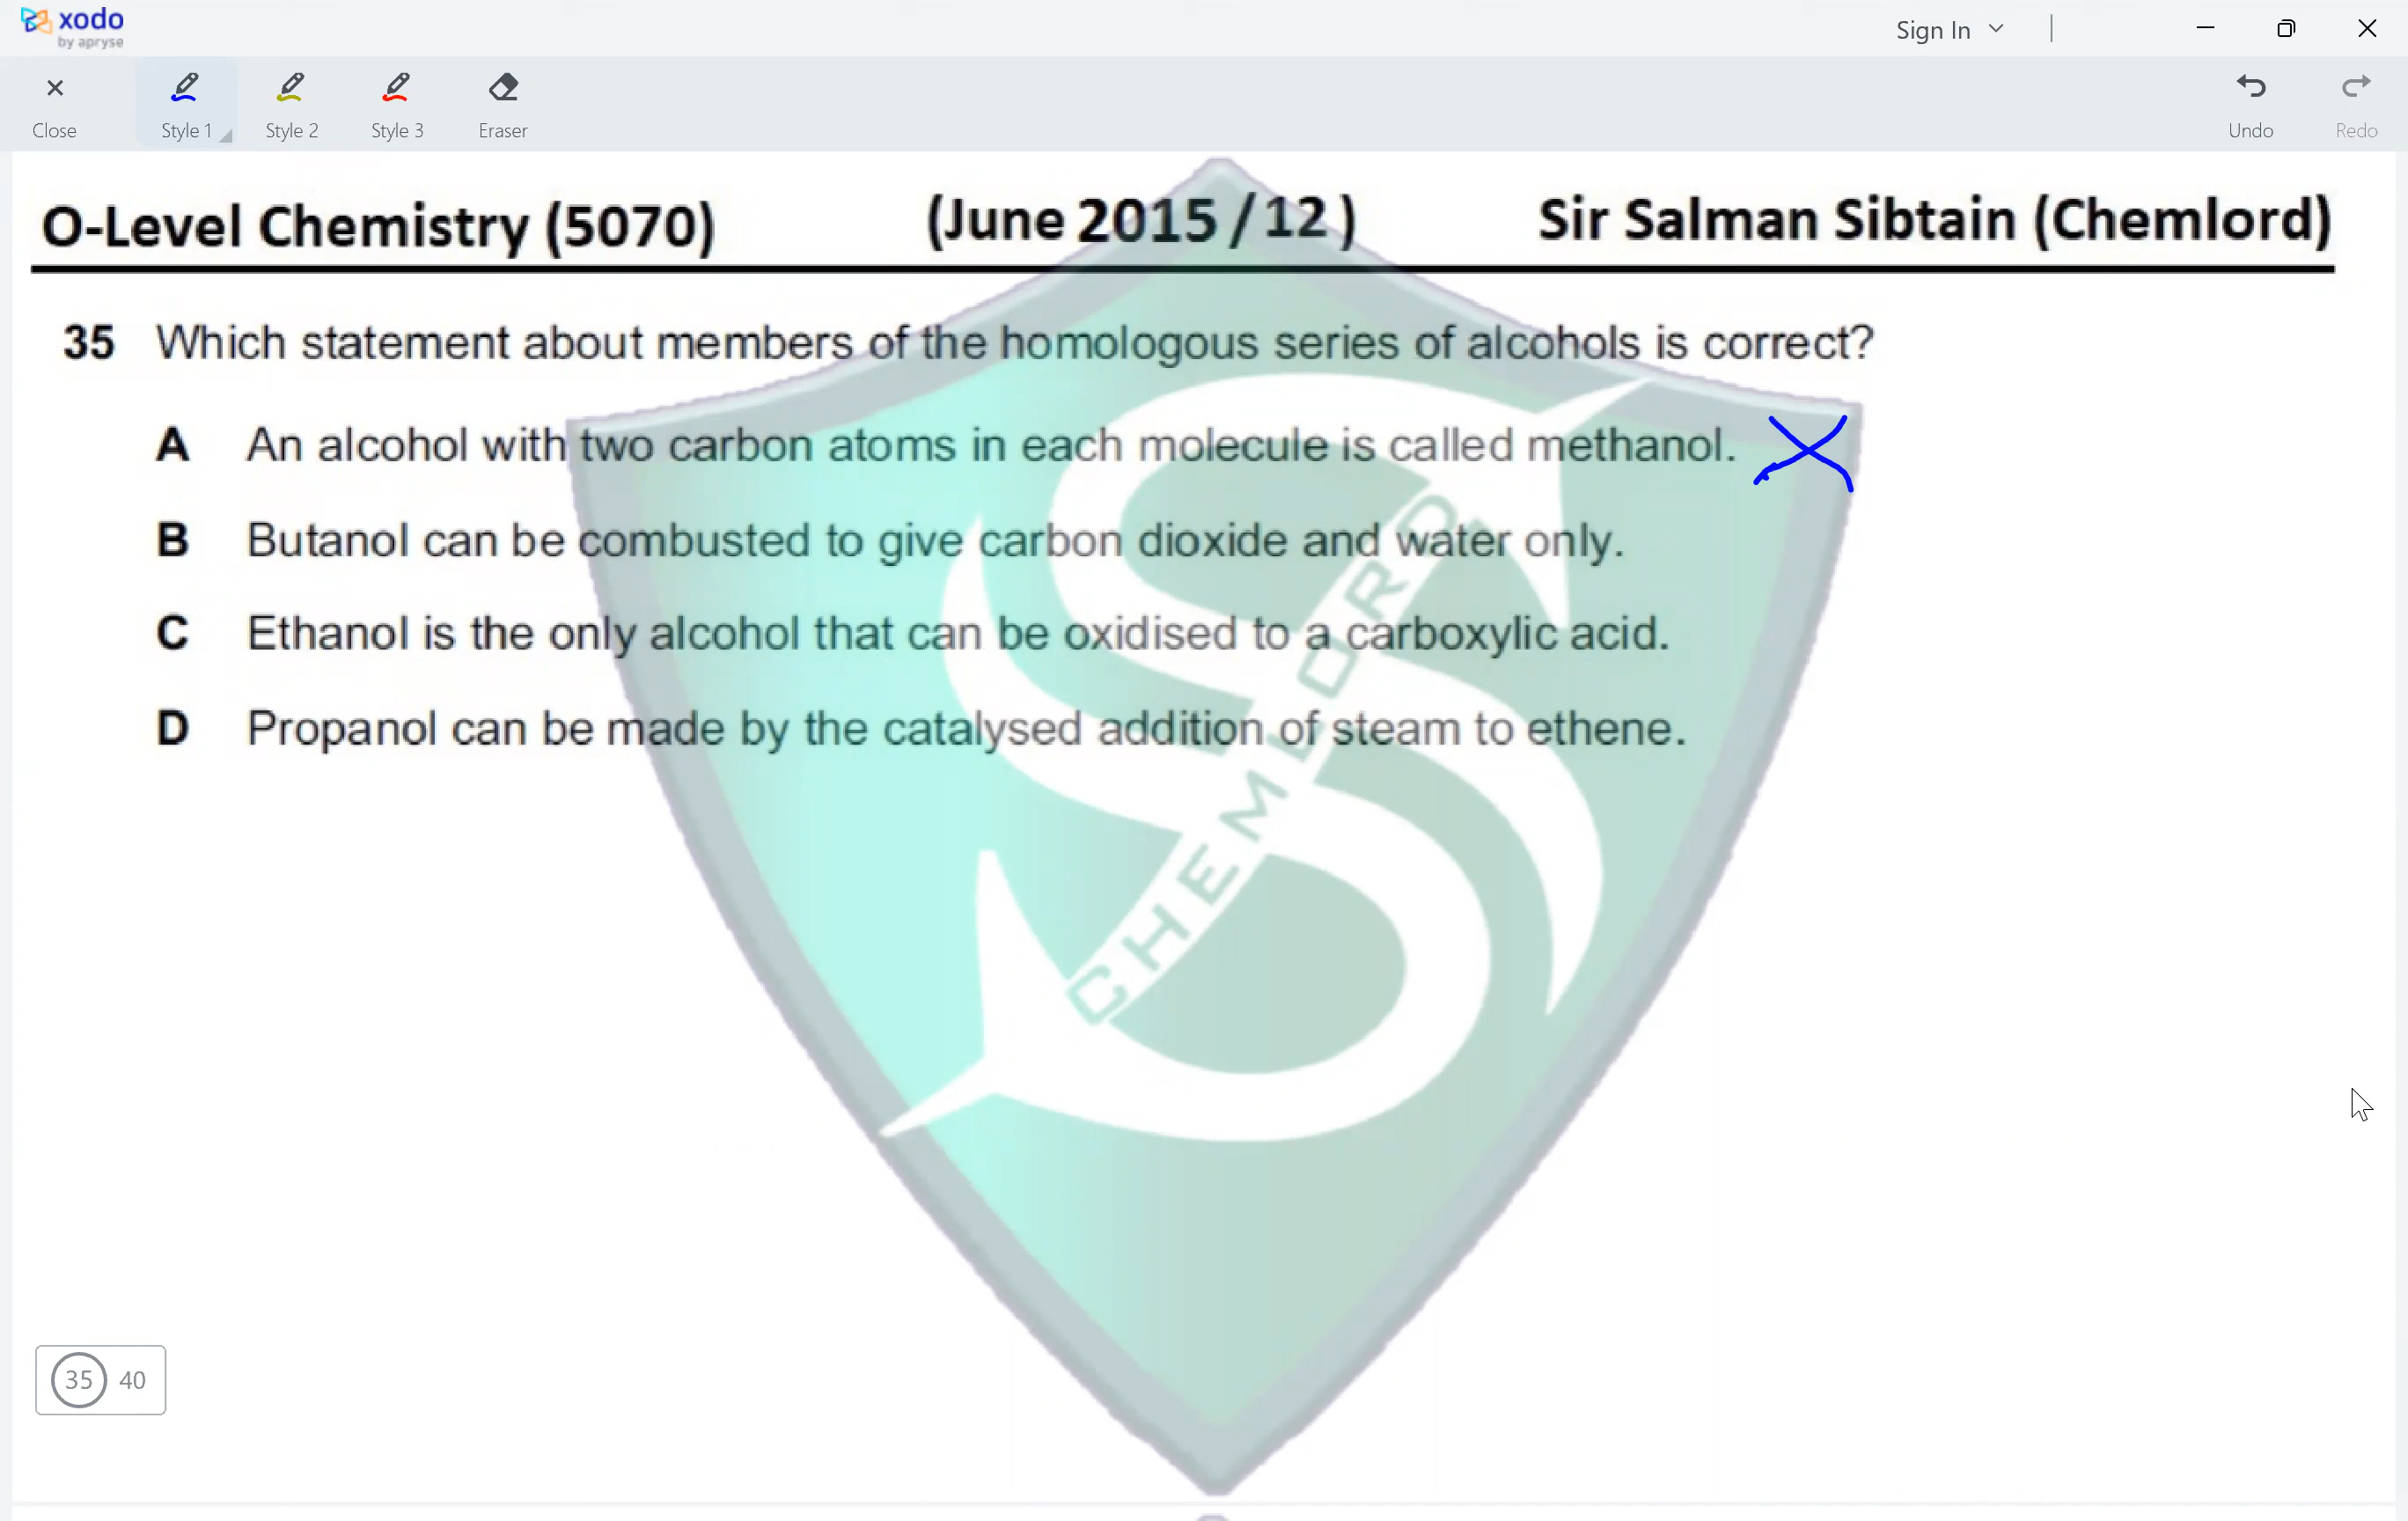 xodo
by apryse
Sign In
Close
Style 1
Style 2
Style 3
Eraser
Undo
Redo
O-Level Chemistry (5070) (June 2015 / 12 ) Sir Salman Sibtain (Chemlord)
35 Which statement about members of the homologous series of alcohols is correct?
A An alcohol with two carbon atoms in each molecule is called methanol.
B Butanol can be combusted to give carbon dioxide and water only.
C Ethanol is the only alcohol that can be oxidised to a carboxylic acid.
D Propanol can be made by the catalysed addition of steam to ethene.
CHEMLORD
35 40